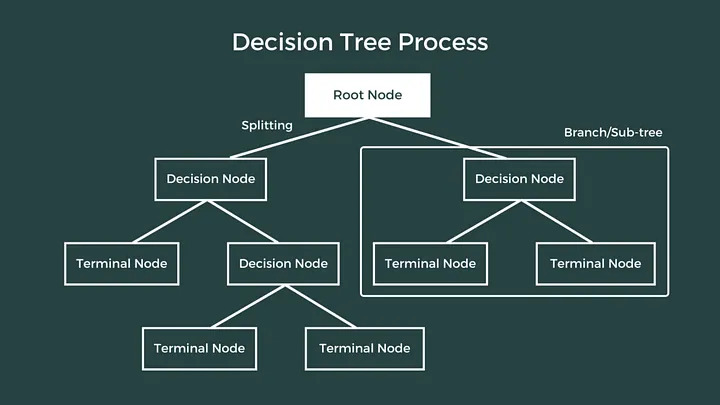 Decision Tree Process
Root Node
Splitting
Branch/Sub-tree
Decision Node
Decision Node
Terminal Node
Decision Node
Terminal Node
Terminal Node
Terminal Node
Terminal Node